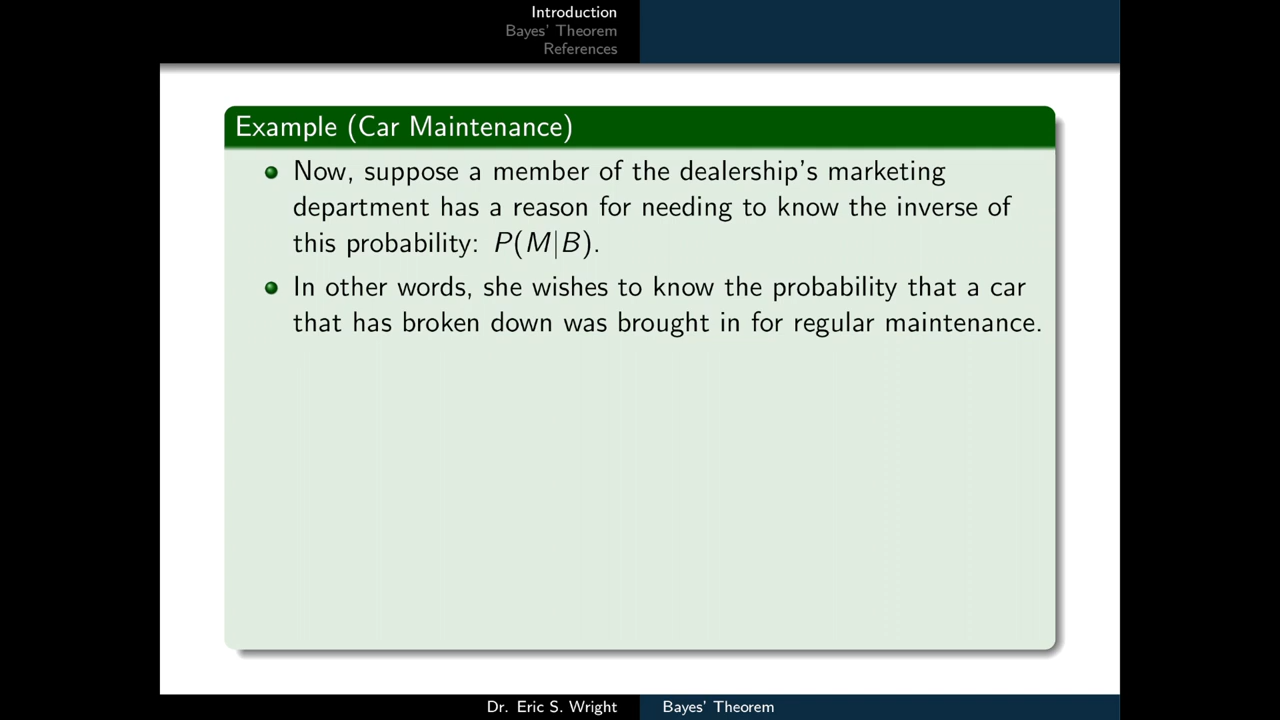 Introduction
Bayes' Theorem
References
Example (Car Maintenance)
Now, suppose a member of the dealership's marketing
department has a reason for needing to know the inverse of
this probability: P(M|B).
In other words, she wishes to know the probability that a car
that has broken down was brought in for regular maintenance.
Dr. Eric S. Wright
Bayes' Theorem